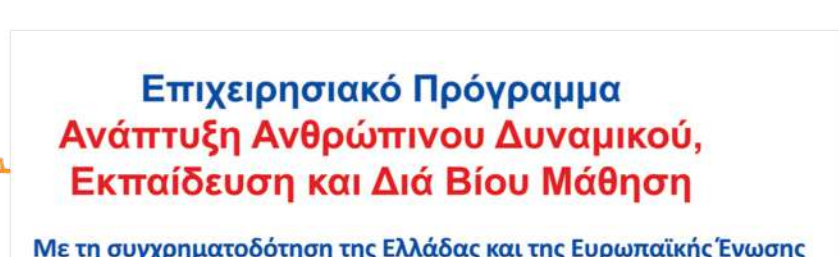 Επιχειρησιακό Πρόγραμμα
Ανάπτυξη Ανθρώπινου Δυναμικού,
Εκπαίδευση και Διά Βίου Μάθηση
Με τη συγχρηματοδότηση της Ελλάδας και της Ευρωπαϊκής Ένωσης